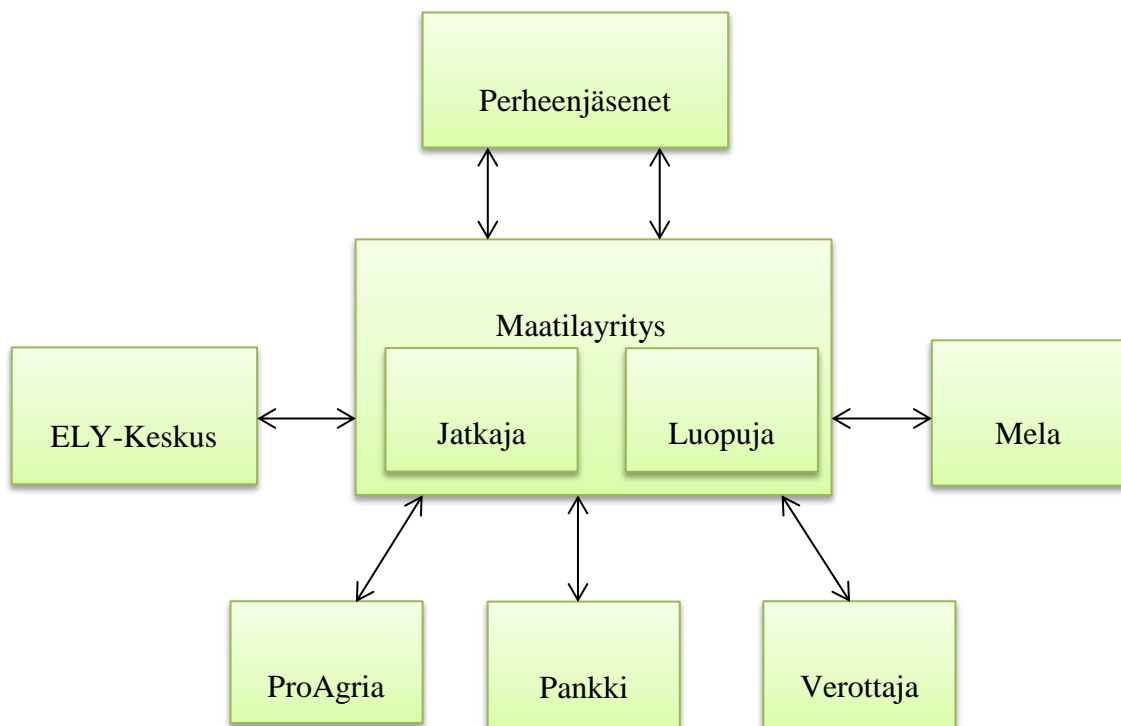 Perheenjäsenet
Maatilayritys
ELY-Keskus
Jatkaja
Luopuja
Mela
ProAgria
Pankki
Verottaja